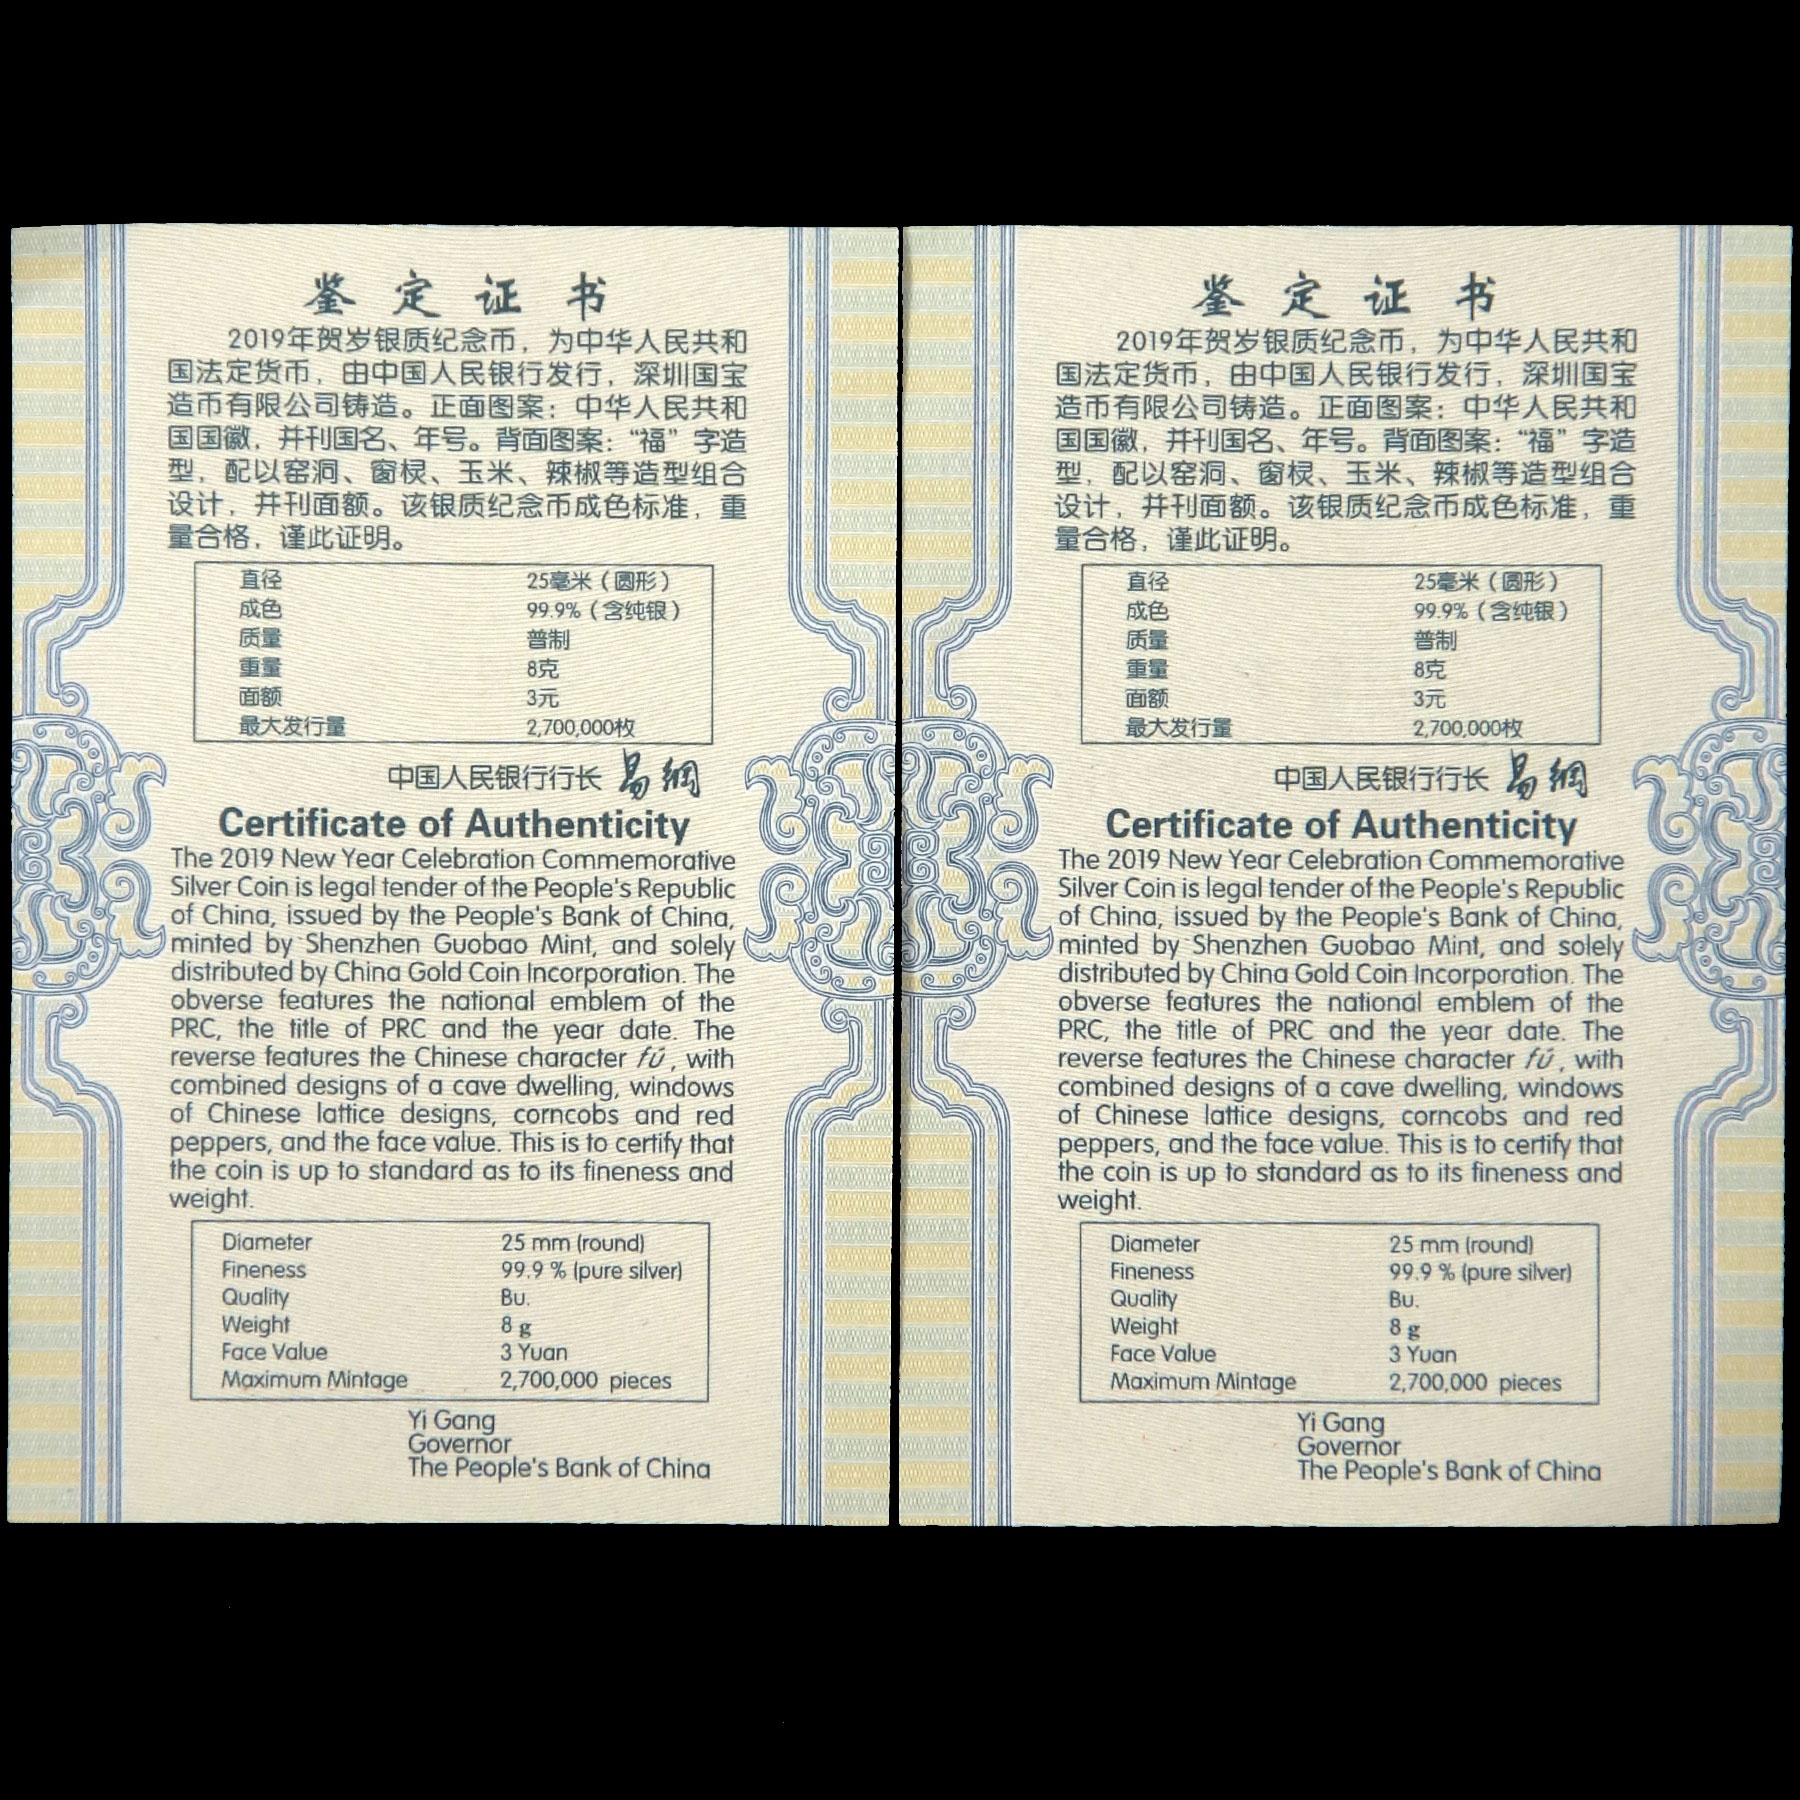 鉴定证书
2019年贺岁银质纪念币，为中华人民共和
国法定货币，由中国人民银行发行，深圳国宝
造币有限公司铸造。正面图案：中华人民共和
国国徽，并刊国名、年号。背面图案：“福”字造
型，配以窑洞、窗棂、玉米、辣椒等造型组合
设计，并刊面额。该银质纪念币成色标准，重
量合格，谨此证明。
直径 25毫米（圆形）
成色 99.9%（含纯银）
质量 普制
重量 8克
面额 3元
最大发行量 2,700,000枚
中国人民银行行长 易纲
Certificate of Authenticity
The 2019 New Year Celebration Commemorative
Silver Coin is legal tender of the People's Republic
of China, issued by the People's Bank of China,
minted by Shenzhen Guobao Mint, and solely
distributed by China Gold Coin Incorporation. The
obverse features the national emblem of the
PRC, the title of PRC and the year date. The
reverse features the Chinese character fú, with
combined designs of a cave dwelling, windows
of Chinese lattice designs, corncobs and red
peppers, and the face value. This is to certify that
the coin is up to standard as to its fineness and
weight.
Diameter 25 mm (round)
Fineness 99.9 % (pure silver)
Quality Bu.
Weight 8 g
Face Value 3 Yuan
Maximum Mintage 2,700,000 pieces
Yi Gang
Governor
The People's Bank of China
鉴定证书
2019年贺岁银质纪念币，为中华人民共和
国法定货币，由中国人民银行发行，深圳国宝
造币有限公司铸造。正面图案：中华人民共和
国国徽，并刊国名、年号。背面图案：“福”字造
型，配以窑洞、窗棂、玉米、辣椒等造型组合
设计，并刊面额。该银质纪念币成色标准，重
量合格，谨此证明。
直径 25毫米（圆形）
成色 99.9%（含纯银）
质量 普制
重量 8克
面额 3元
最大发行量 2,700,000枚
中国人民银行行长 易纲
Certificate of Authenticity
The 2019 New Year Celebration Commemorative
Silver Coin is legal tender of the People's Republic
of China, issued by the People's Bank of China,
minted by Shenzhen Guobao Mint, and solely
distributed by China Gold Coin Incorporation. The
obverse features the national emblem of the
PRC, the title of PRC and the year date. The
reverse features the Chinese character fú, with
combined designs of a cave dwelling, windows
of Chinese lattice designs, corncobs and red
peppers, and the face value. This is to certify that
the coin is up to standard as to its fineness and
weight.
Diameter 25 mm (round)
Fineness 99.9 % (pure silver)
Quality Bu.
Weight 8 g
Face Value 3 Yuan
Maximum Mintage 2,700,000 pieces
Yi Gang
Governor
The People's Bank of China